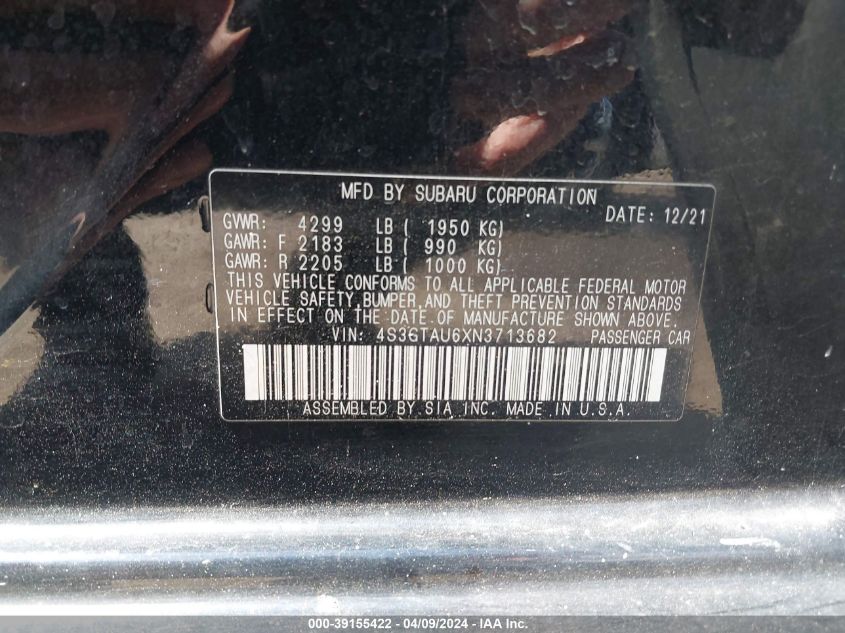 MFD BY SUBARU CORPORATION
DATE: 12/21
GVWR: 4299 LB ( 1950 KG)
GAWR: F 2183 LB ( 990 KG)
GAWR: R 2205 LB ( 1000 KG)
THIS VEHICLE CONFORMS TO ALL APPLICABLE FEDERAL MOTOR
VEHICLE SAFETY,BUMPER,AND THEFT PREVENTION STANDARDS
IN EFFECT ON THE DATE OF MANUFACTURE SHOWN ABOVE.
VIN: 4S3GTAU6XN3713682 PASSENGER CAR
ASSEMBLED BY SIA INC. MADE IN U.S.A.
000-39155422 - 04/09/2024 - IAA Inc.